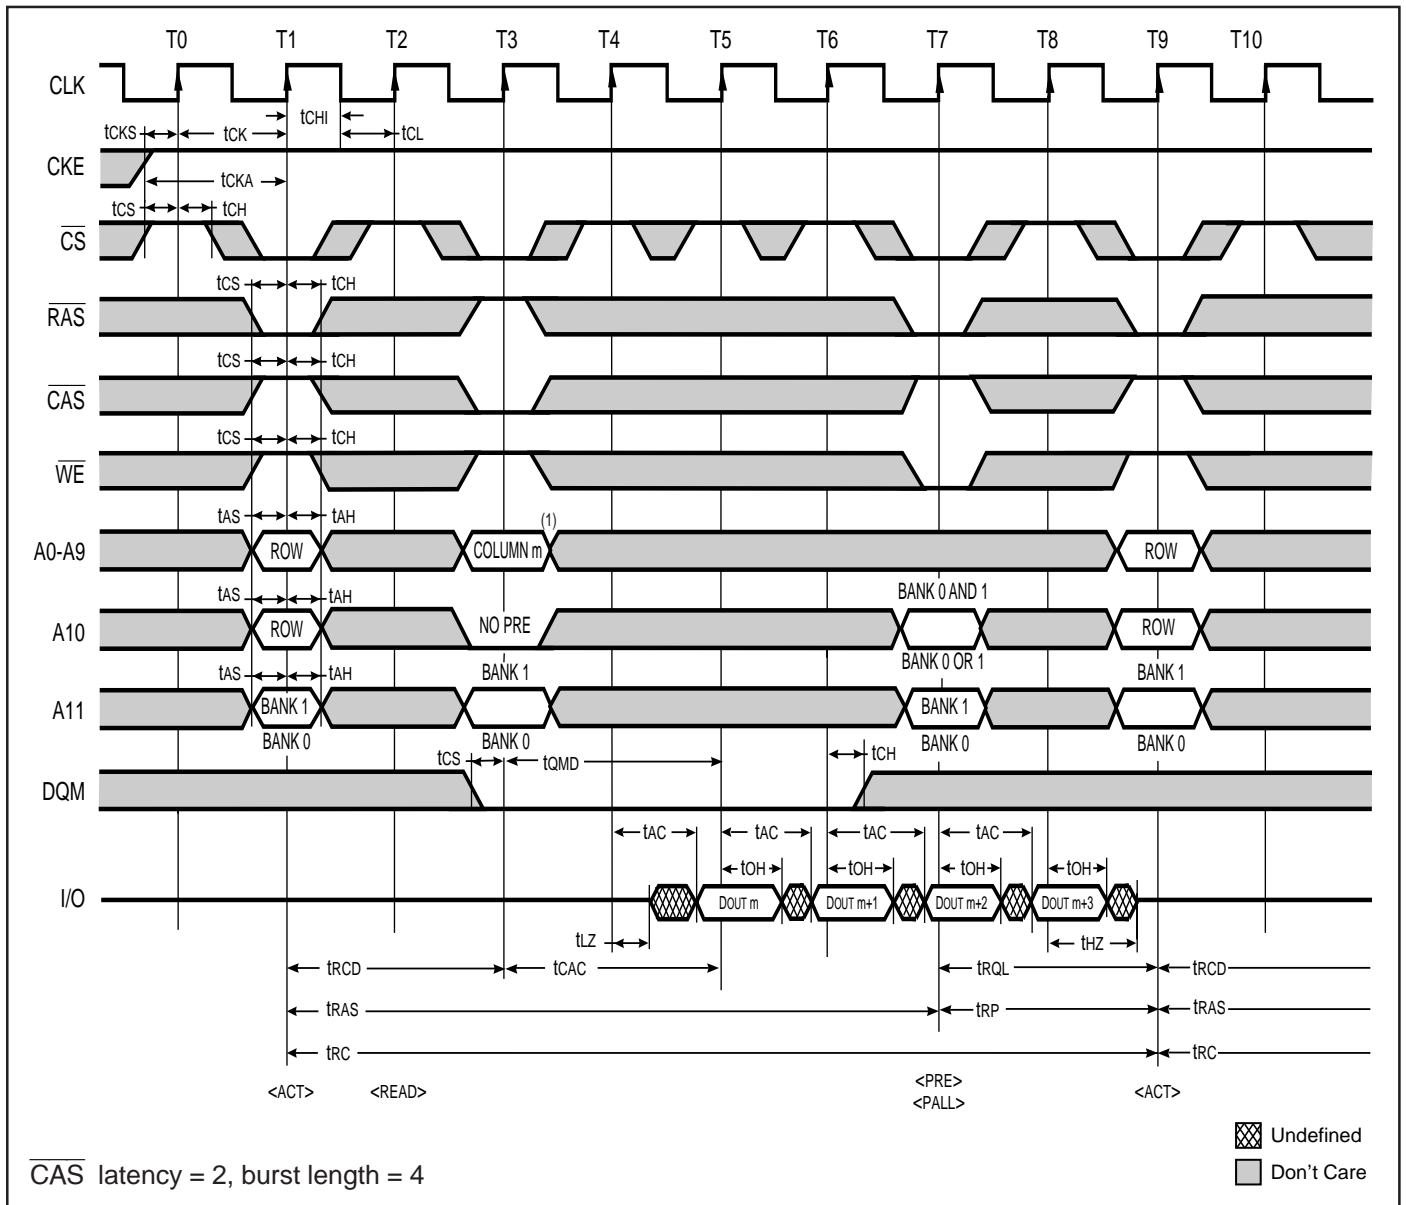 T0 T1 T2 T3 T4 T5 T6 T7 T8 T9 T10
CLK
tCHI
tCKS tCK tCL
CKE
tCKA
tCS tCH
CS
tCS tCH
RAS
tCS tCH
CAS
tCS tCH
WE
tAS tAH (1)
A0-A9 ROW COLUMN m ROW
tAS tAH BANK 0 AND 1
A10 ROW NO PRE ROW
tAS tAH BANK 1 BANK 0 OR 1 BANK 1
A11 BANK 1 BANK 1
BANK 0 BANK 0 BANK 0 BANK 0
tCS tQMD tCH
DQM
tAC tAC tAC tAC
tOH tOH tOH tOH
I/O DOUT m DOUT m+1 DOUT m+2 DOUT m+3
tLZ tHZ
tRCD tCAC tRQL tRCD
tRAS tRP tRAS
tRC tRC
<ACT> <READ> <PRE> <ACT>
<PALL>
Undefined
Don't Care
CAS latency = 2, burst length = 4